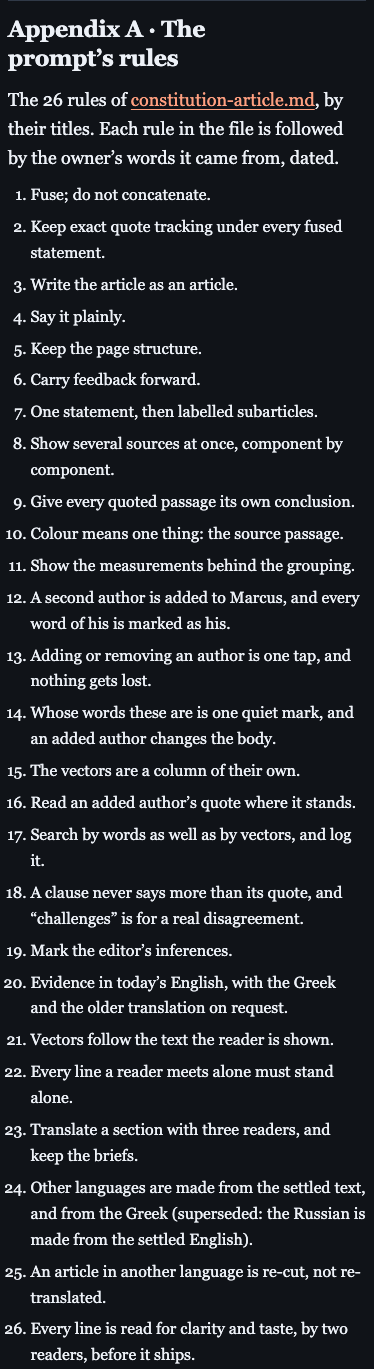 Appendix A · The
prompt’s rules
The 26 rules of constitution-article.md, by
their titles. Each rule in the file is followed
by the owner’s words it came from, dated.
1. Fuse; do not concatenate.
2. Keep exact quote tracking under every fused
statement.
3. Write the article as an article.
4. Say it plainly.
5. Keep the page structure.
6. Carry feedback forward.
7. One statement, then labelled subarticles.
8. Show several sources at once, component by
component.
9. Give every quoted passage its own conclusion.
10. Colour means one thing: the source passage.
11. Show the measurements behind the grouping.
12. A second author is added to Marcus, and every
word of his is marked as his.
13. Adding or removing an author is one tap, and
nothing gets lost.
14. Whose words these are is one quiet mark, and
an added author changes the body.
15. The vectors are a column of their own.
16. Read an added author’s quote where it stands.
17. Search by words as well as by vectors, and log
it.
18. A clause never says more than its quote, and
“challenges” is for a real disagreement.
19. Mark the editor’s inferences.
20. Evidence in today’s English, with the Greek
and the older translation on request.
21. Vectors follow the text the reader is shown.
22. Every line a reader meets alone must stand
alone.
23. Translate a section with three readers, and
keep the briefs.
24. Other languages are made from the settled text,
and from the Greek (superseded: the Russian is
made from the settled English).
25. An article in another language is re-cut, not re-
translated.
26. Every line is read for clarity and taste, by two
readers, before it ships.